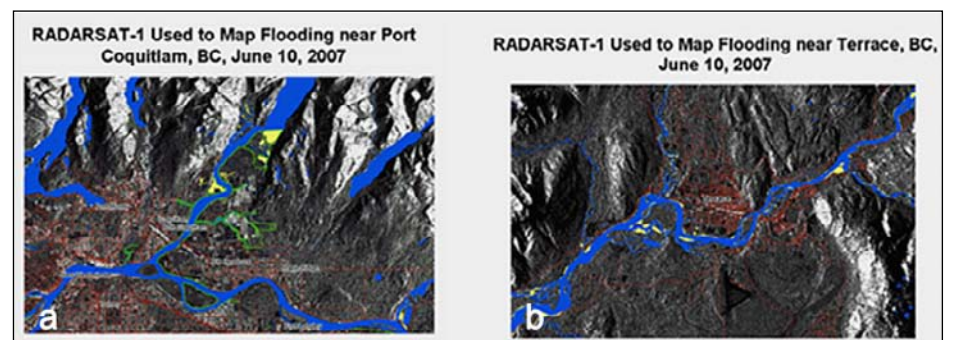 RADARSAT-1 Used to Map Flooding near Port
Coquitlam, BC, June 10, 2007
RADARSAT-1 Used to Map Flooding near Terrace, BC,
June 10, 2007
a
b